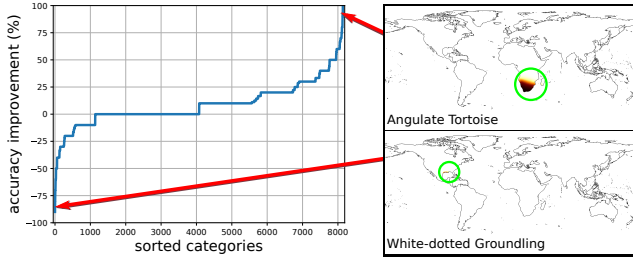 accuracy improvement (%)
100
75
50
25
0
−25
−50
−75
−100
0 1000 2000 3000 4000 5000 6000 7000 8000
sorted categories
Angulate Tortoise
White-dotted Groundling